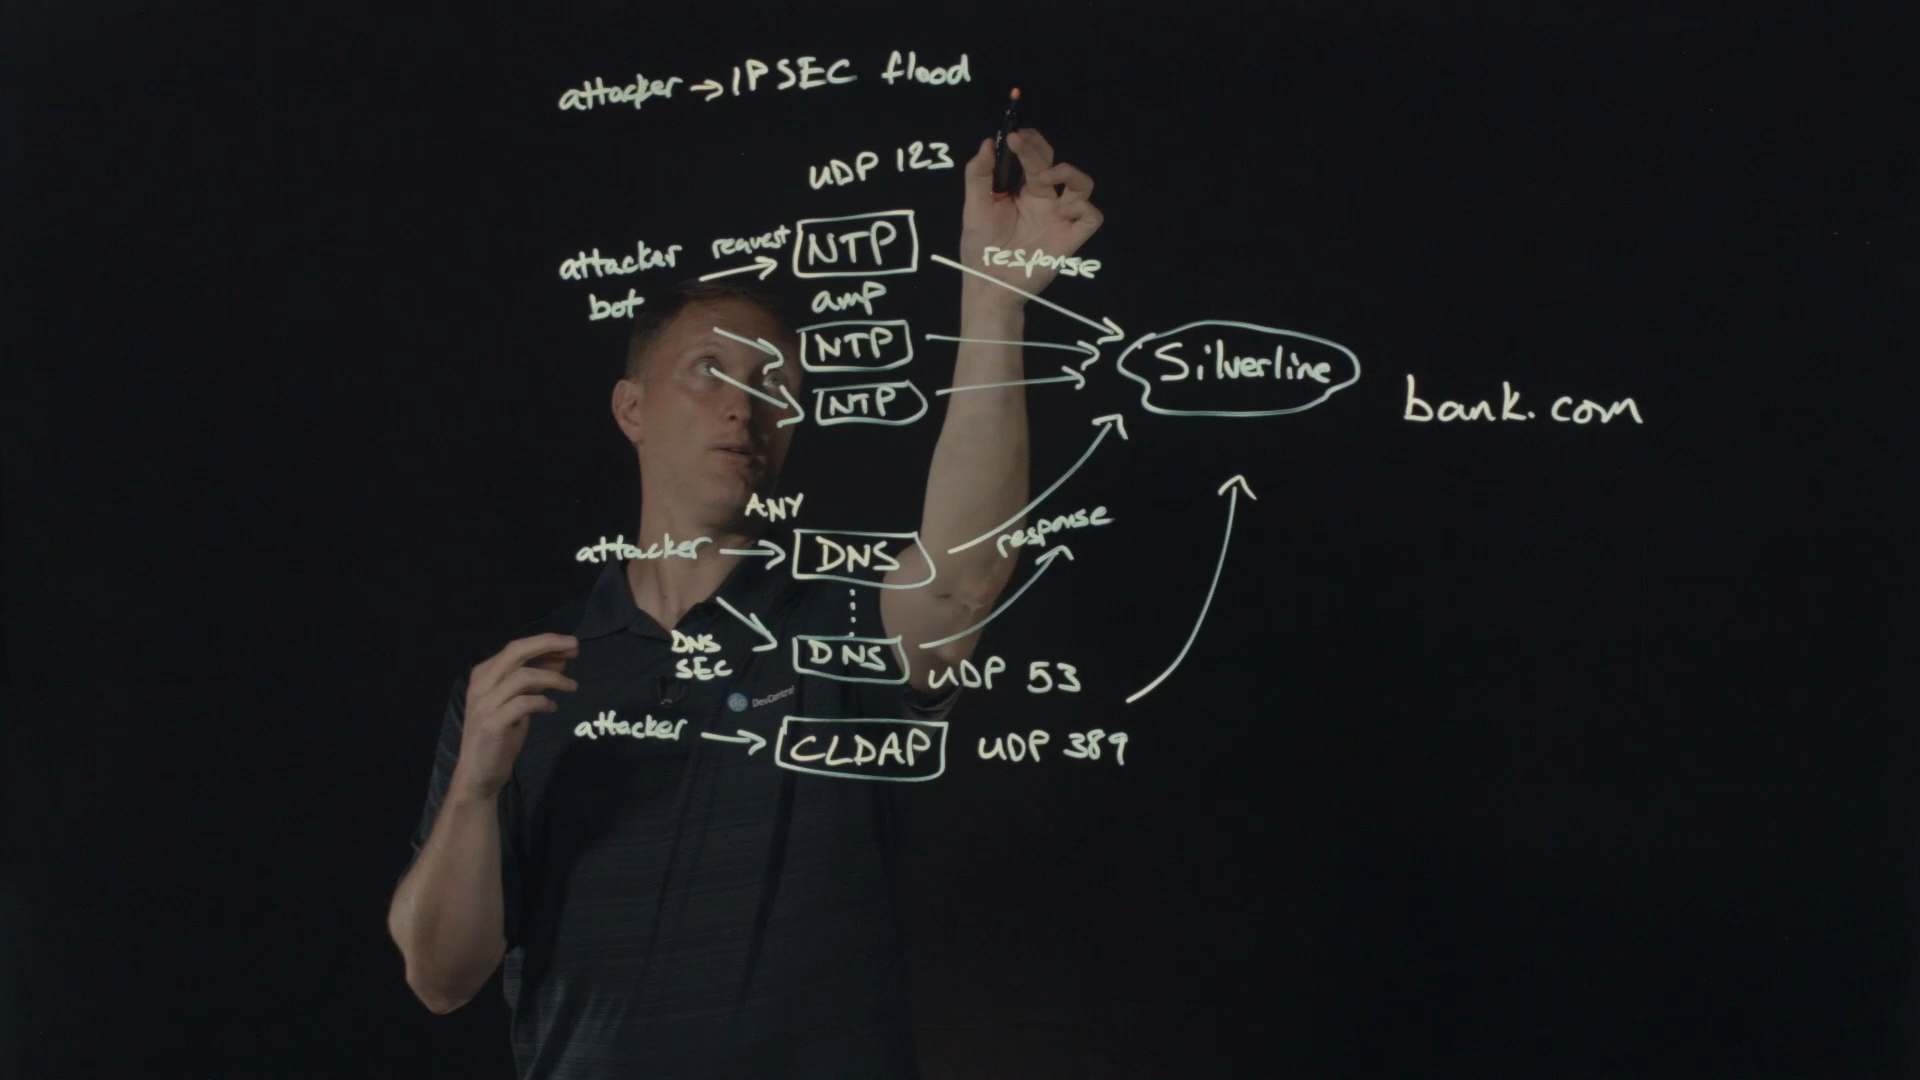 attacker → IPSEC flood
UDP 123
attacker request NTP response
bot amp
NTP
Silverline
NTP
bank.com
ANY
attacker → DNS response
DNS
SEC
DNS UDP 53
DevCentral
attacker → CLDAP UDP 389